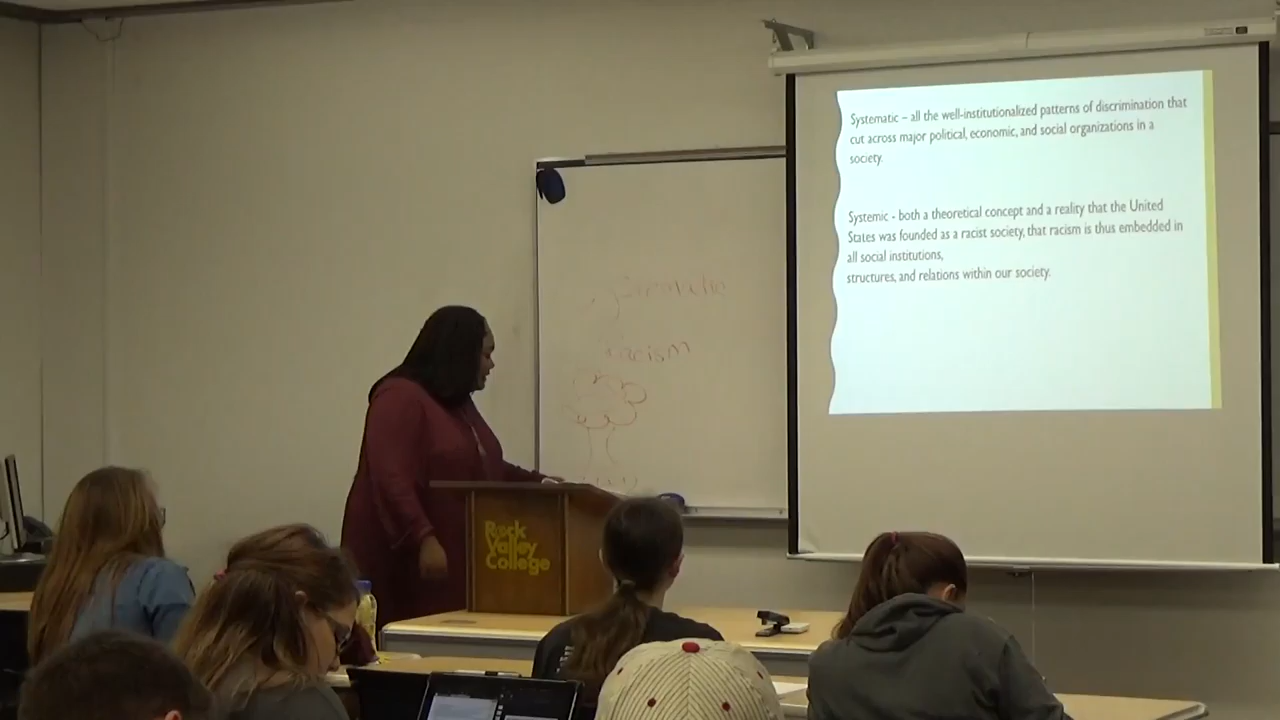 Systematic – all the well-institutionalized patterns of discrimination that
cut across major political, economic, and social organizations in a
society.
Systemic - both a theoretical concept and a reality that the United
States was founded as a racist society, that racism is thus embedded in
all social institutions,
structures, and relations within our society.
racism
Rock
Valley
College